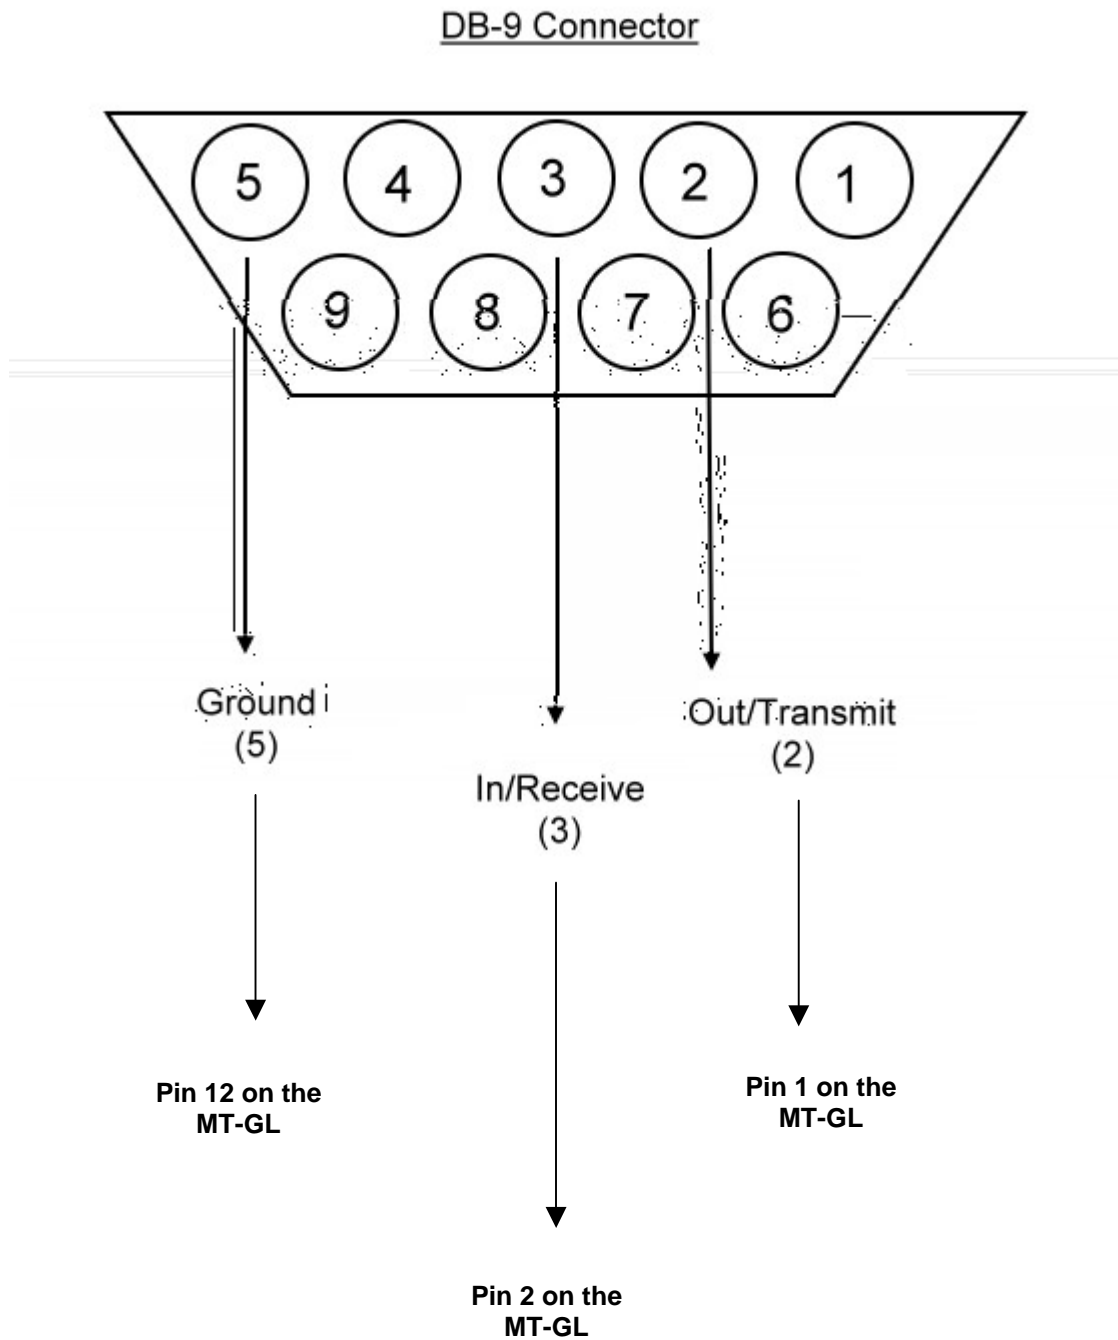 DB-9 Connector
5 4 3 2 1
9 8 7 6
Ground
(5)
In/Receive
(3)
Out/Transmit
(2)
Pin 12 on the
MT-GL
Pin 2 on the
MT-GL
Pin 1 on the
MT-GL